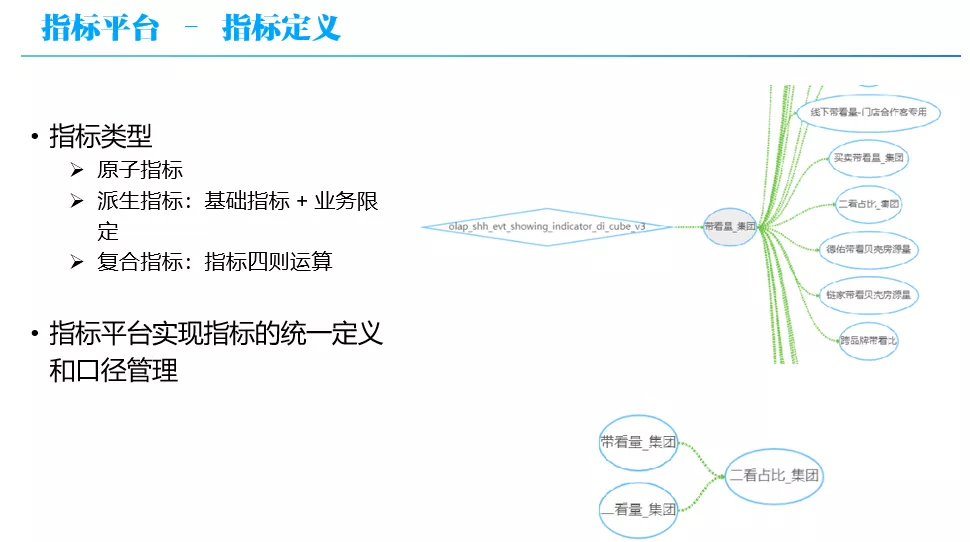 指标平台 - 指标定义
• 指标类型
➢ 原子指标
➢ 派生指标：基础指标 + 业务限
定
➢ 复合指标：指标四则运算
• 指标平台实现指标的统一定义
和口径管理
线下带看量-门店合作客专用
买卖带看量_集团
二看占比_集团
olap_shh_evt_showing_indicator_di_cube_v3
带看量_集团
德佑带看贝壳房源量
链家带看贝壳房源量
跨品牌带看比
带看量_集团
二看占比_集团
二看量_集团